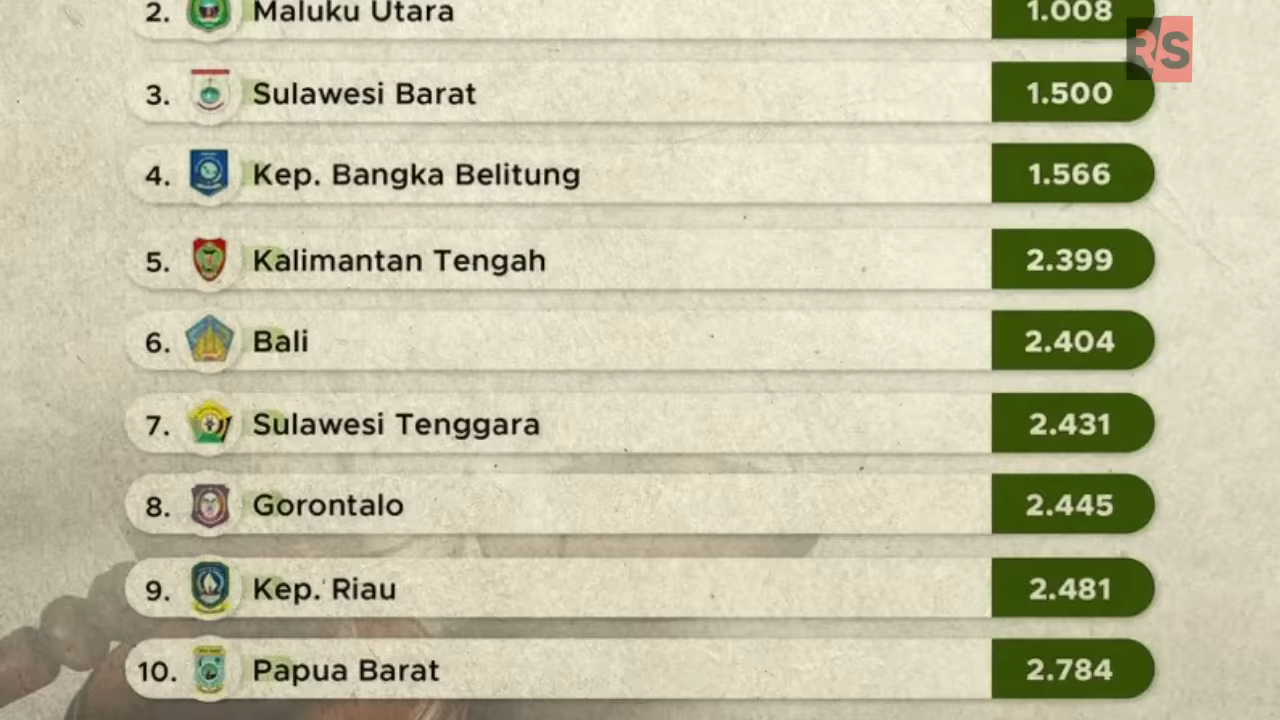 2. Maluku Utara 1.008
RS
3. Sulawesi Barat 1.500
4. Kep. Bangka Belitung 1.566
5. Kalimantan Tengah 2.399
6. Bali 2.404
7. Sulawesi Tenggara 2.431
8. Gorontalo 2.445
9. Kep. Riau 2.481
10. Papua Barat 2.784